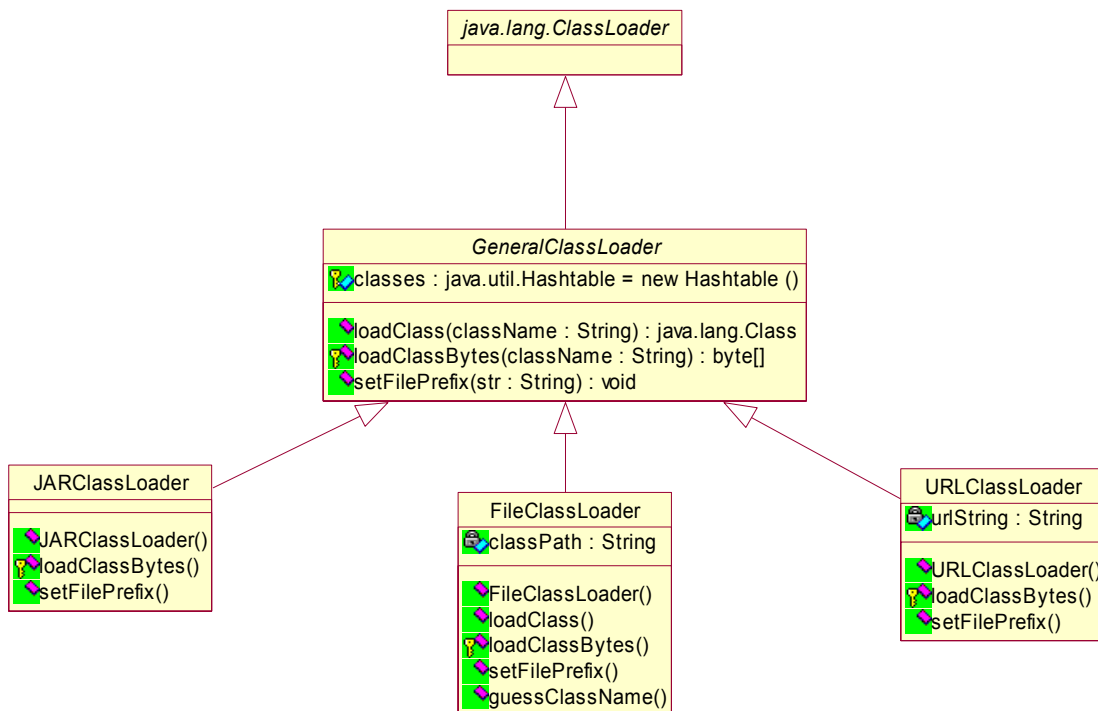 java.lang.ClassLoader
GeneralClassLoader
classes : java.util.Hashtable = new Hashtable ()
loadClass(className : String) : java.lang.Class
loadClassBytes(className : String) : byte[]
setFilePrefix(str : String) : void
JARClassLoader
JARClassLoader()
loadClassBytes()
setFilePrefix()
FileClassLoader
classPath : String
FileClassLoader()
loadClass()
loadClassBytes()
setFilePrefix()
guessClassName()
URLClassLoader
urlString : String
URLClassLoader()
loadClassBytes()
setFilePrefix()